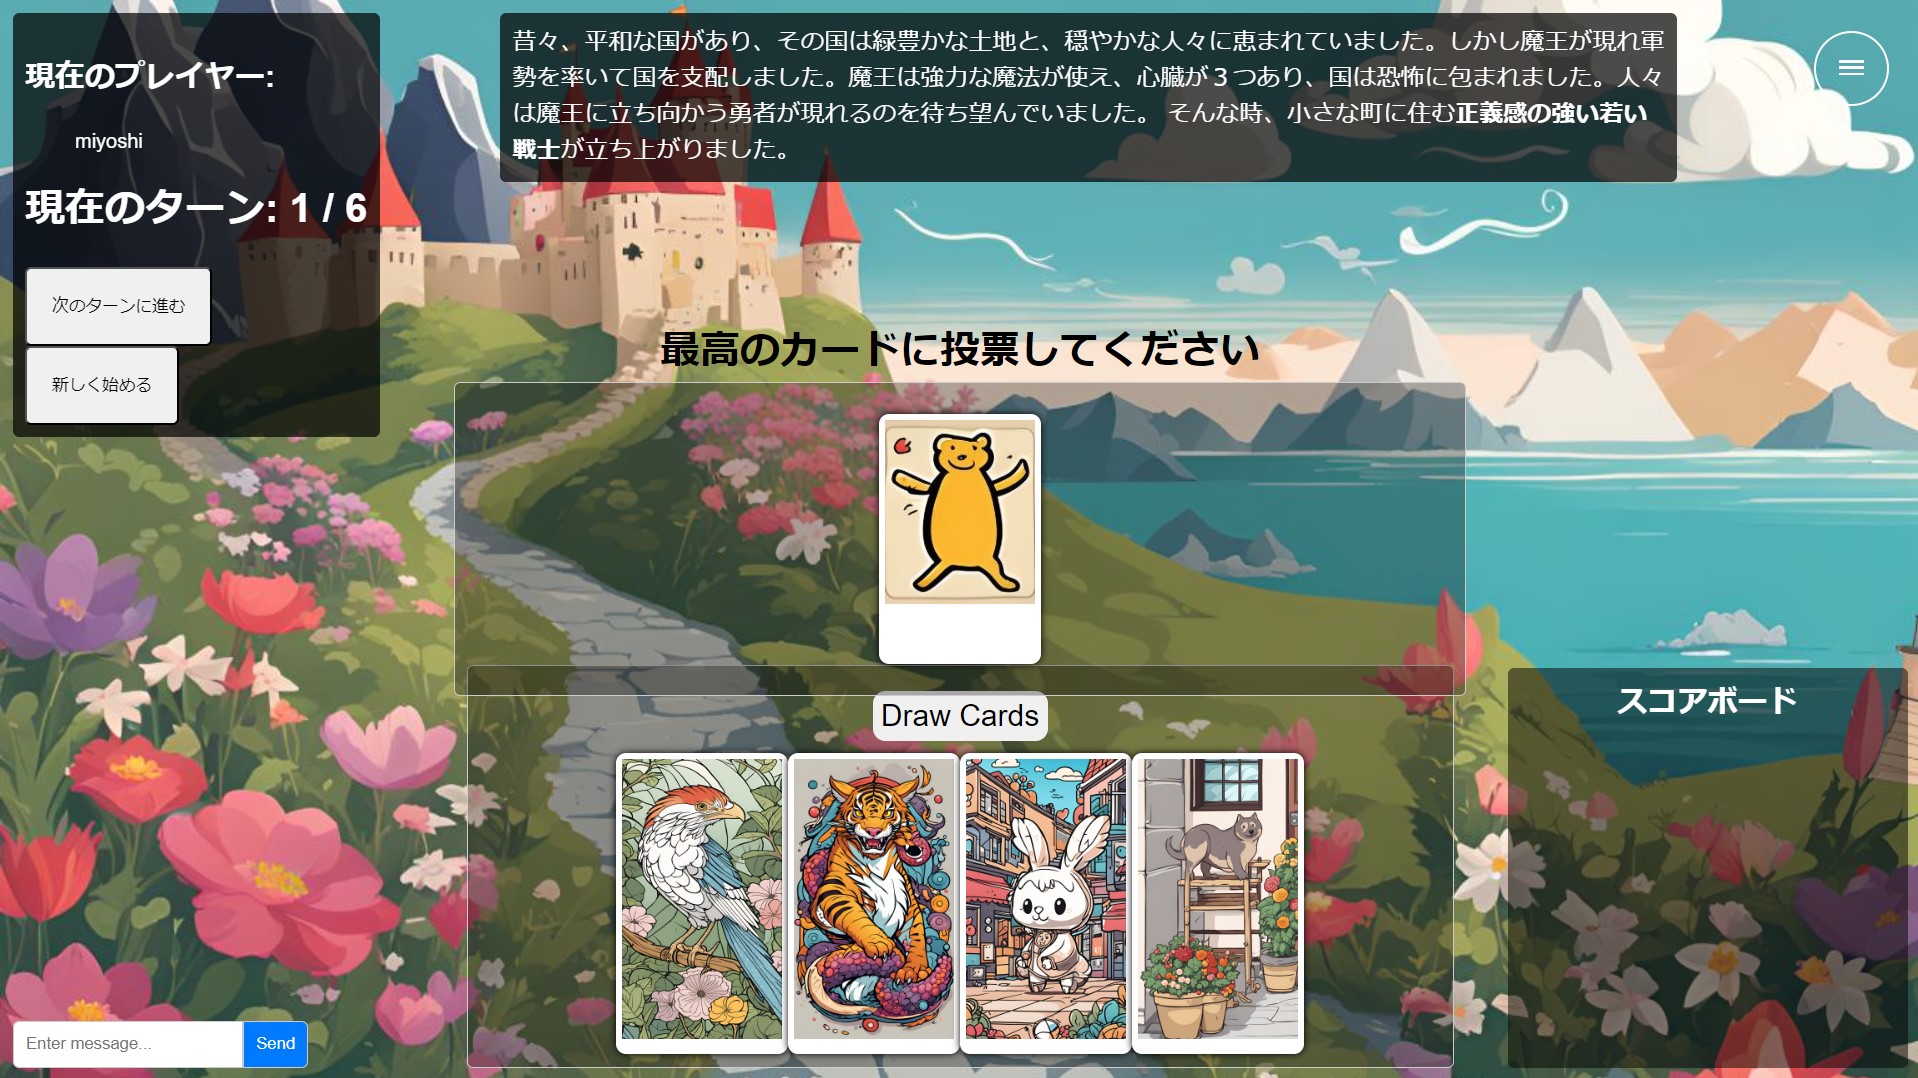 現在のプレイヤー:
miyoshi
現在のターン: 1 / 6
次のターンに進む
新しく始める
昔々、平和な国があり、その国は緑豊かな土地と、穏やかな人々に恵まれていました。しかし魔王が現れ軍
勢を率いて国を支配しました。魔王は強力な魔法が使え、心臓が３つあり、国は恐怖に包まれました。人々
は魔王に立ち向かう勇者が現れるのを待ち望んでいました。 そんな時、小さな町に住む正義感の強い若い
戦士が立ち上がりました。
最高のカードに投票してください
Draw Cards
スコアボード
Enter message...
Send